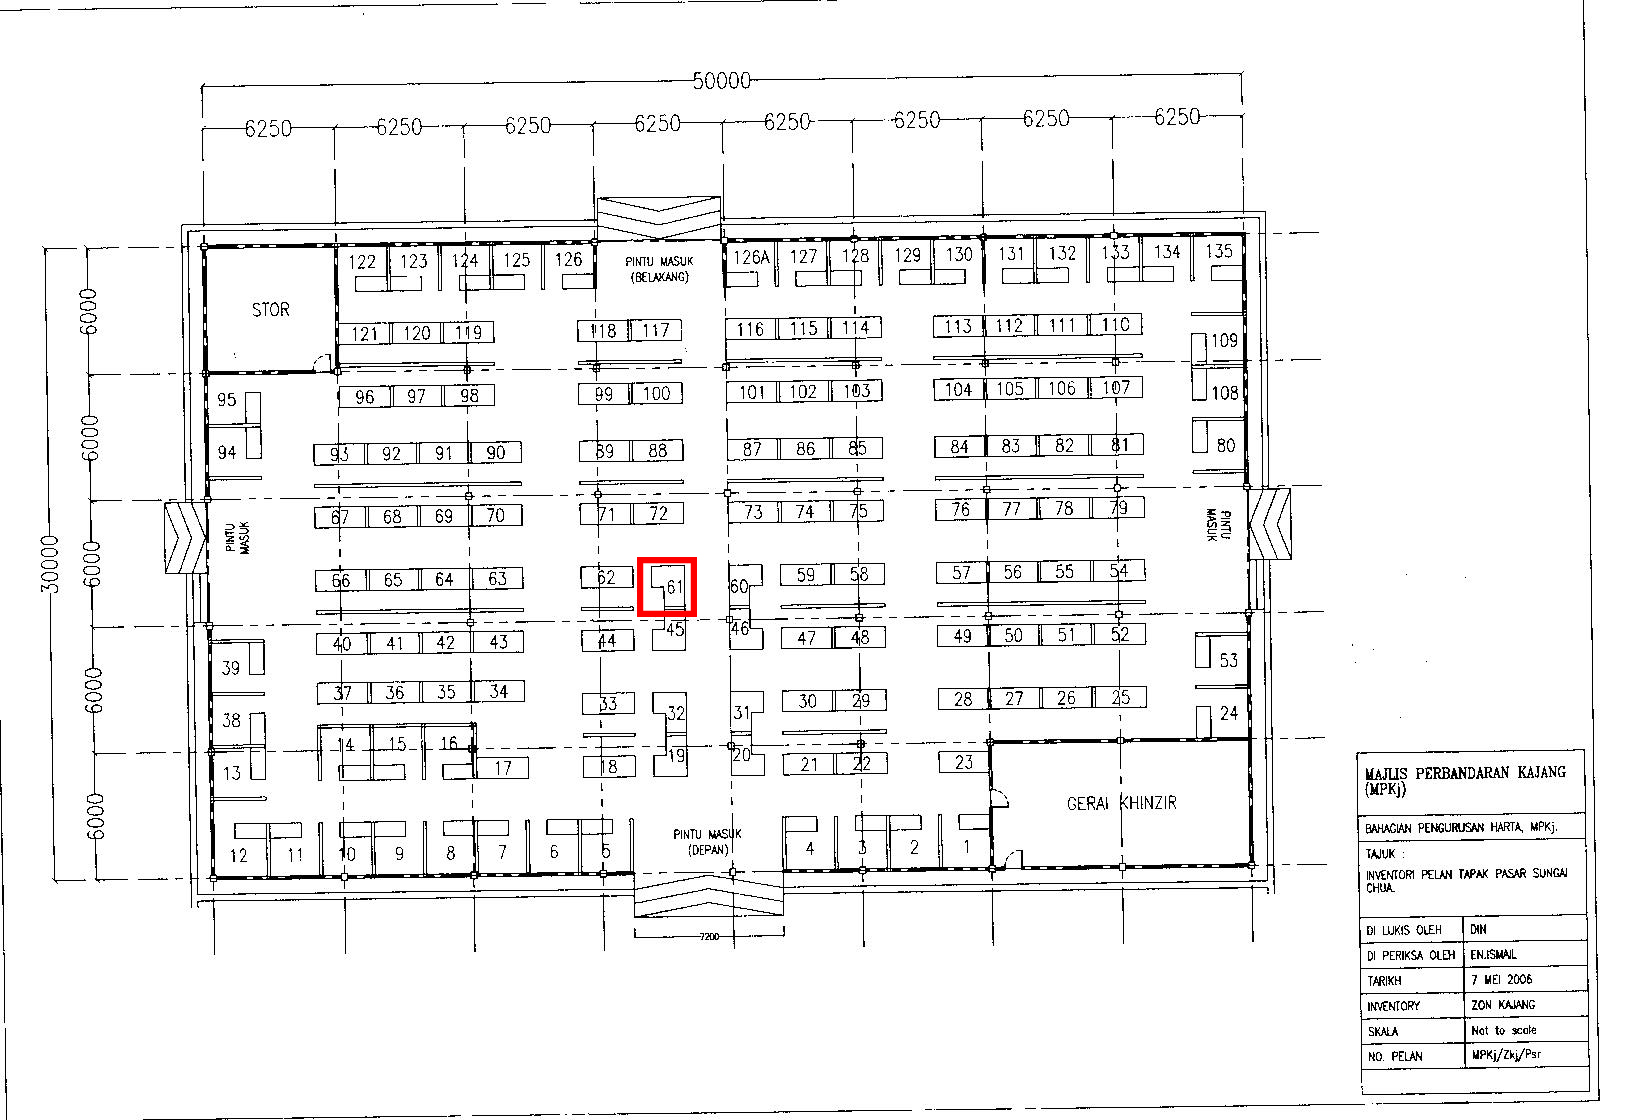 50000
6250 6250 6250 6250 6250 6250 6250 6250
122 123 124 125 126 PINTU MASUK (BELAKANG) 126A 127 128 129 130 131 132 133 134 135
6000 STOR
121 120 119 118 117 116 115 114 113 112 111 110
109
95 96 97 98 99 100 101 102 103 104 105 106 107 108
6000
94 93 92 91 90 89 88 87 86 85 84 83 82 81 80
67 68 69 70 71 72 73 74 75 76 77 78 79
PINTU MASUK
PINTU MASUK
30000
6000
66 65 64 63 62 61 60 59 58 57 56 55 54
40 41 42 43 44 45 46 47 48 49 50 51 52
39 53
6000
37 36 35 34 33 32 31 30 29 28 27 26 25
38 24
14 15 16
13 17 18 19 20 21 22 23
6000
GERAI KHINZIR
PINTU MASUK
(DEPAN)
12 11 10 9 8 7 6 5 4 3 2 1
7200
MAJLIS PERBANDARAN KAJANG
(MPKj)
BAHAGIAN PENGURUSAN HARTA, MPKj.
TAJUK :
INVENTORI PELAN TAPAK PASAR SUNGAI
CHUA.
DI LUKIS OLEH DIN
DI PERIKSA OLEH EN.ISMAIL
TARIKH 7 MEI 2006
INVENTORY ZON KAJANG
SKALA Not to scale
NO. PELAN MPKj/Zkj/Psr